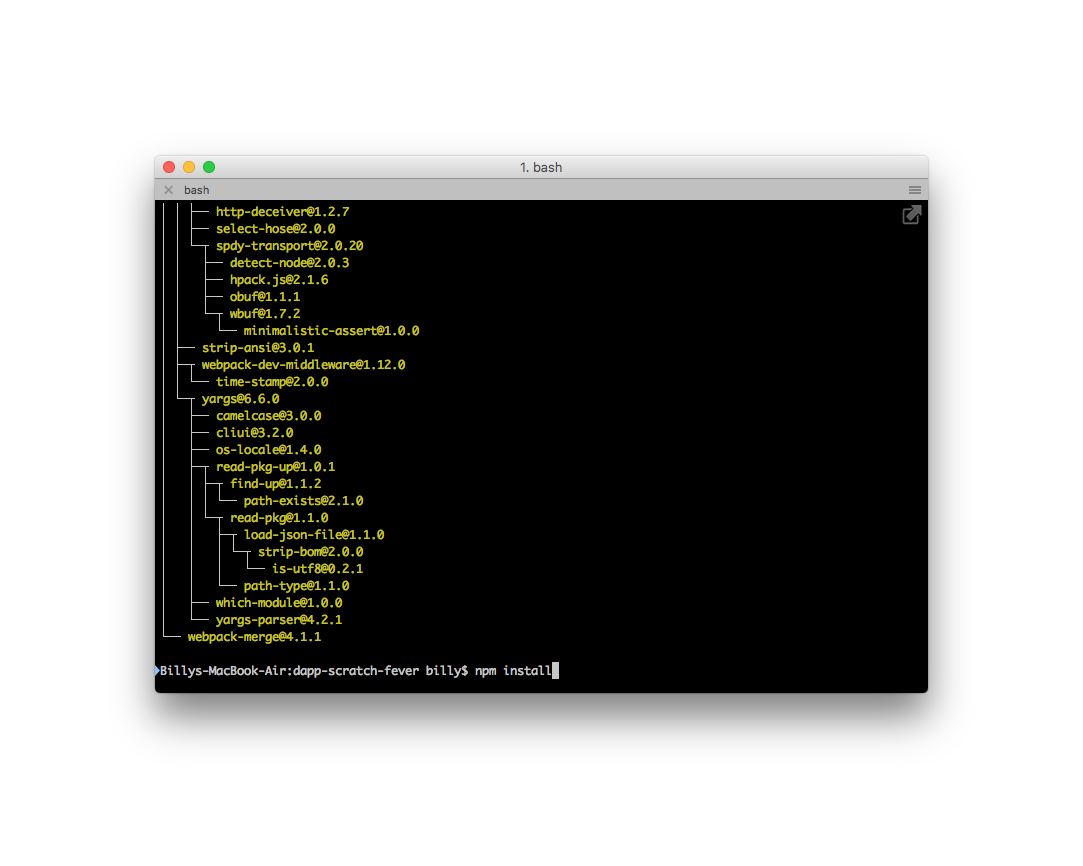 1. bash
bash
http-deceiver@1.2.7
select-hose@2.0.0
spdy-transport@2.0.20
detect-node@2.0.3
hpack.js@2.1.6
obuf@1.1.1
wbuf@1.7.2
minimalistic-assert@1.0.0
strip-ansi@3.0.1
webpack-dev-middleware@1.12.0
time-stamp@2.0.0
yargs@6.6.0
camelcase@3.0.0
cliui@3.2.0
os-locale@1.4.0
read-pkg-up@1.0.1
find-up@1.1.2
path-exists@2.1.0
read-pkg@1.1.0
load-json-file@1.1.0
strip-bom@2.0.0
is-utf8@0.2.1
path-type@1.1.0
which-module@1.0.0
yargs-parser@4.2.1
webpack-merge@4.1.1
Billys-MacBook-Air:dapp-scratch-fever billy$ npm install